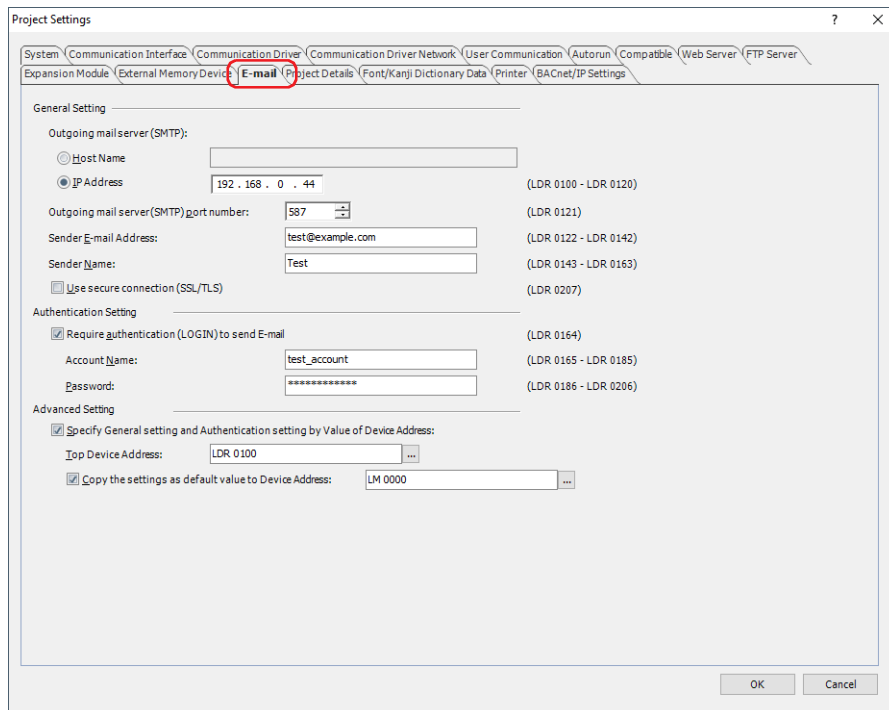 Project Settings ?
System Communication Interface Communication Driver Communication Driver Network User Communication Autorun Compatible Web Server FTP Server
Expansion Module External Memory Device E-mail Project Details Font/Kanji Dictionary Data Printer BACnet/IP Settings
General Setting
Outgoing mail server (SMTP):
Host Name
IP Address 192 . 168 . 0 . 44 (LDR 0100 - LDR 0120)
Outgoing mail server (SMTP) port number: 587 (LDR 0121)
Sender E-mail Address: test@example.com (LDR 0122 - LDR 0142)
Sender Name: Test (LDR 0143 - LDR 0163)
Use secure connection (SSL/TLS) (LDR 0207)
Authentication Setting
Require authentication (LOGIN) to send E-mail (LDR 0164)
Account Name: test_account (LDR 0165 - LDR 0185)
Password: ************ (LDR 0186 - LDR 0206)
Advanced Setting
Specify General setting and Authentication setting by Value of Device Address:
Top Device Address: LDR 0100 ...
Copy the settings as default value to Device Address: LM 0000 ...
OK Cancel